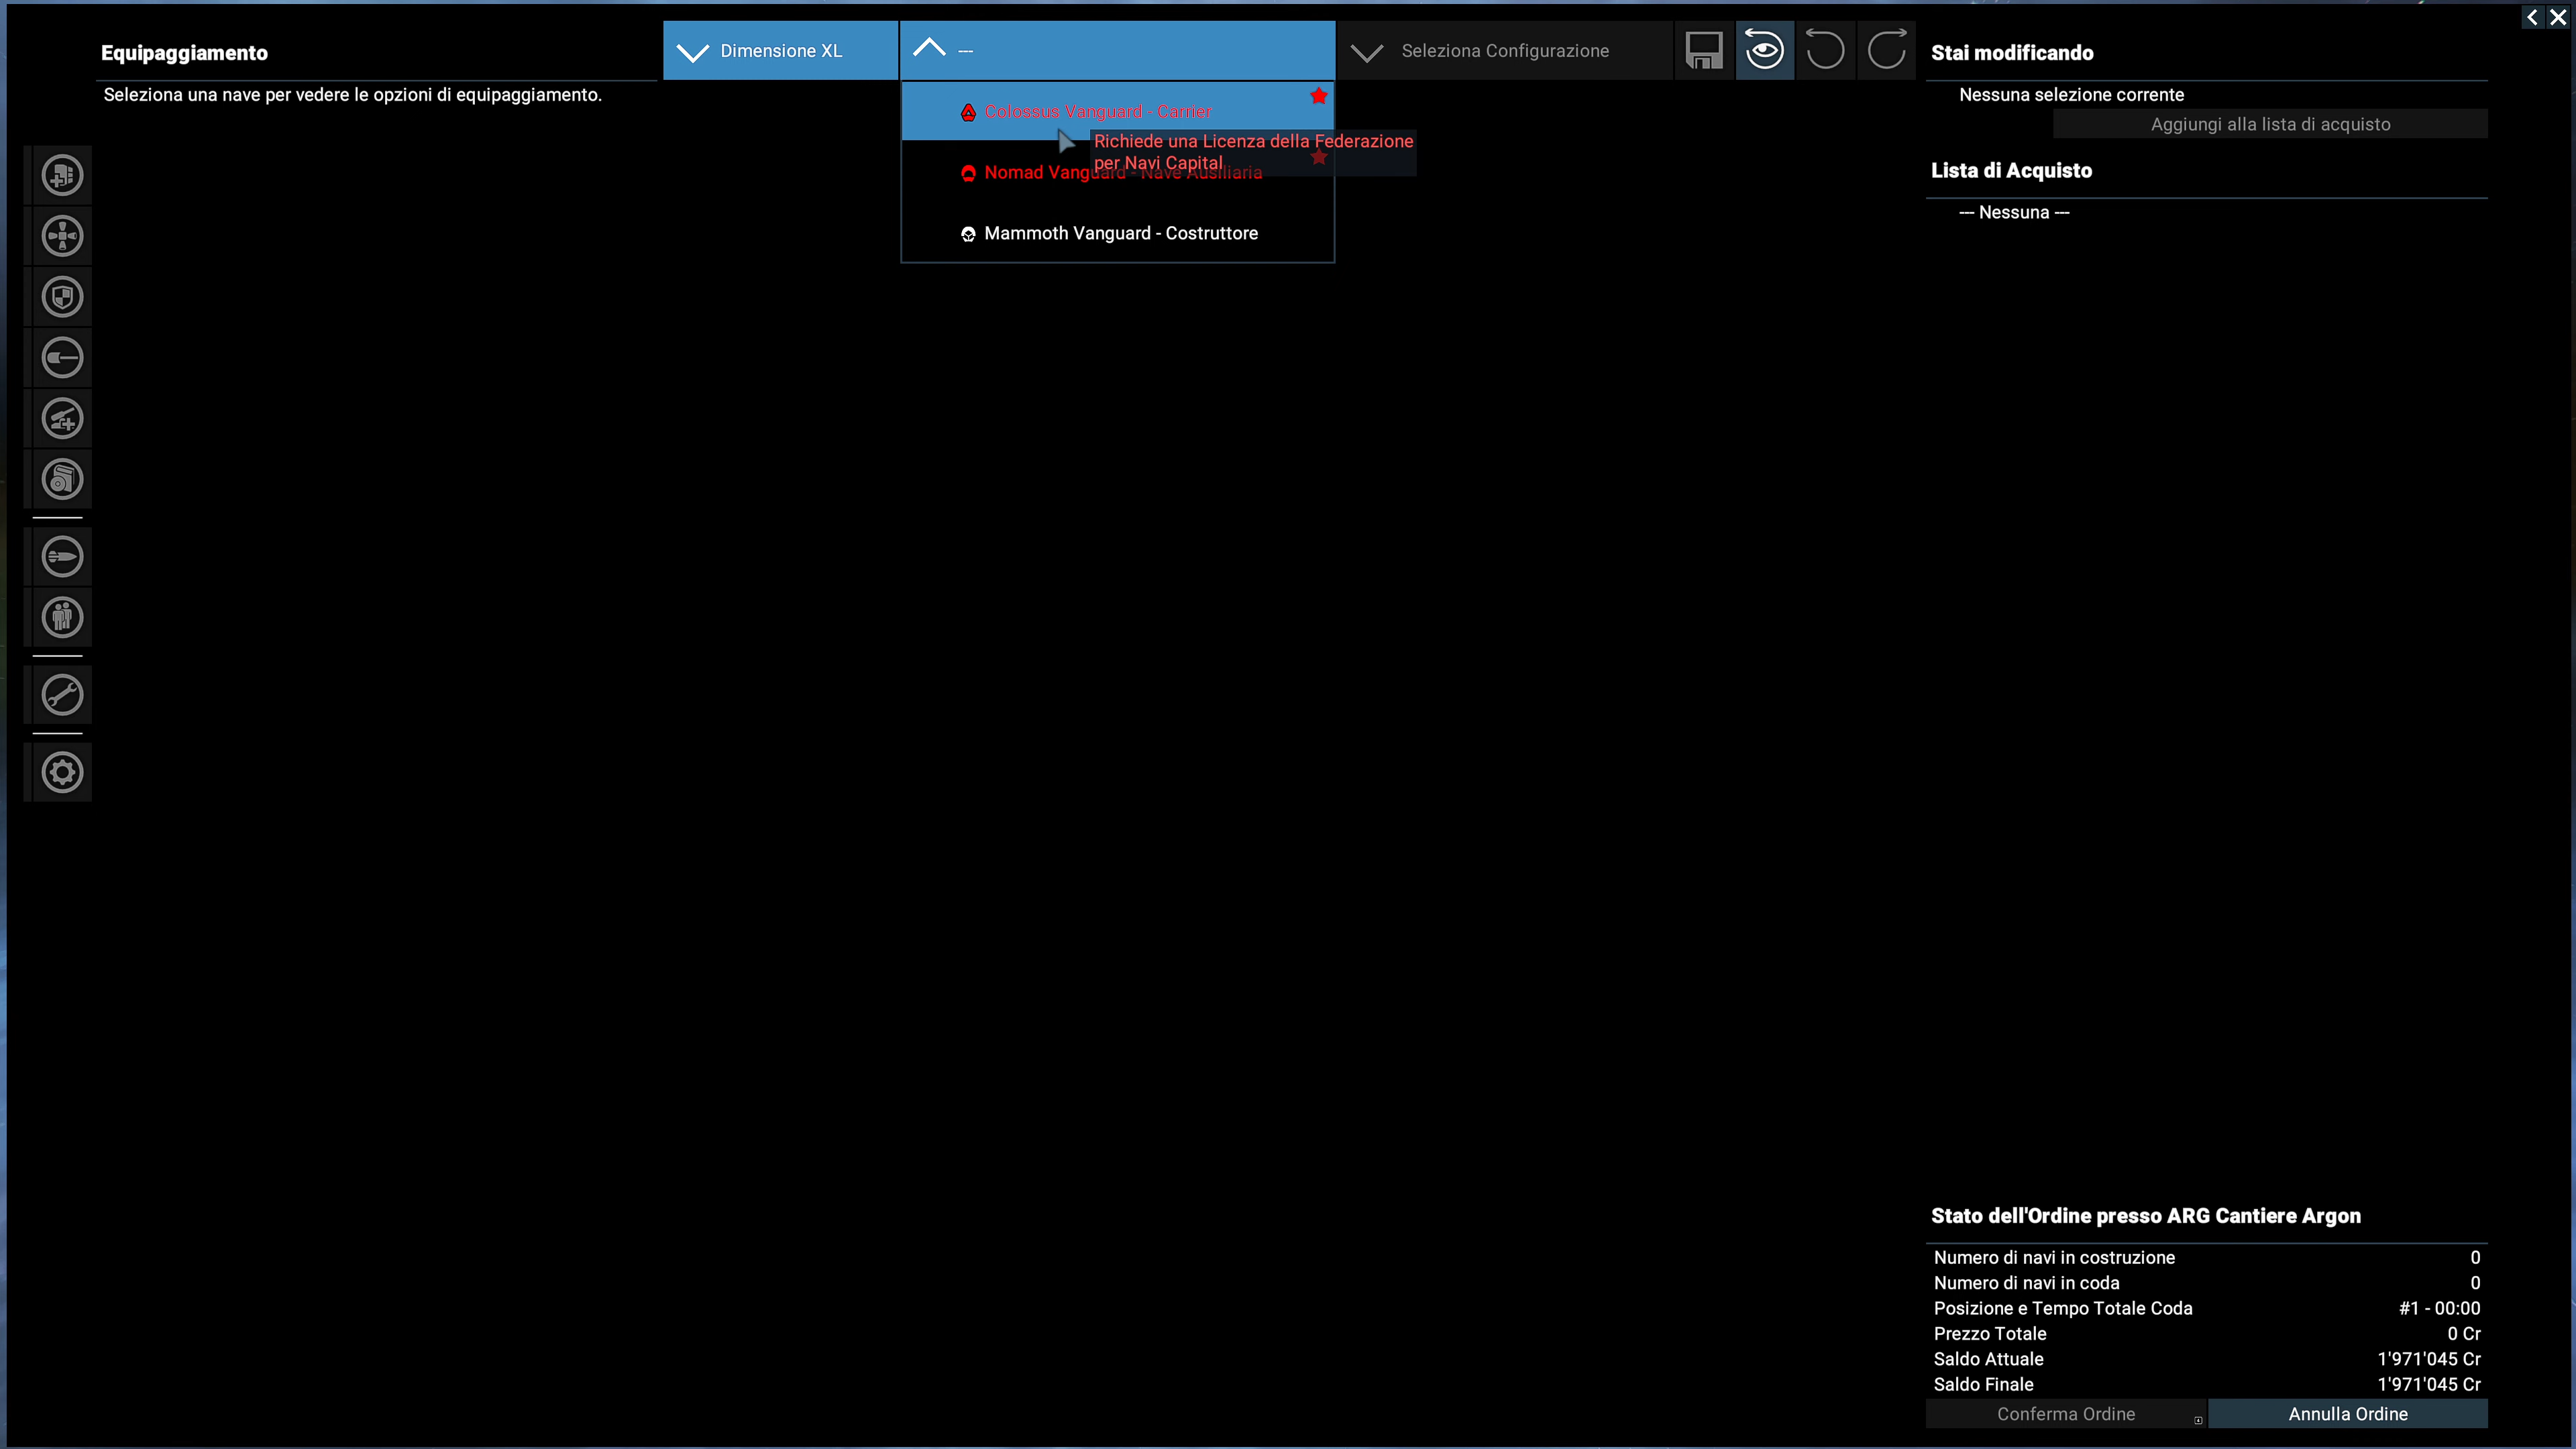 Equipaggiamento
Seleziona una nave per vedere le opzioni di equipaggiamento.
Dimensione XL
---
Seleziona Configurazione
Colossus Vanguard - Carrier
Richiede una Licenza della Federazione
per Navi Capital
Nomad Vanguard - Nave Ausiliaria
Mammoth Vanguard - Costruttore
Stai modificando
Nessuna selezione corrente
Aggiungi alla lista di acquisto
Lista di Acquisto
--- Nessuna ---
Stato dell'Ordine presso ARG Cantiere Argon
Numero di navi in costruzione 0
Numero di navi in coda 0
Posizione e Tempo Totale Coda #1 - 00:00
Prezzo Totale 0 Cr
Saldo Attuale 1'971'045 Cr
Saldo Finale 1'971'045 Cr
Conferma Ordine
Annulla Ordine